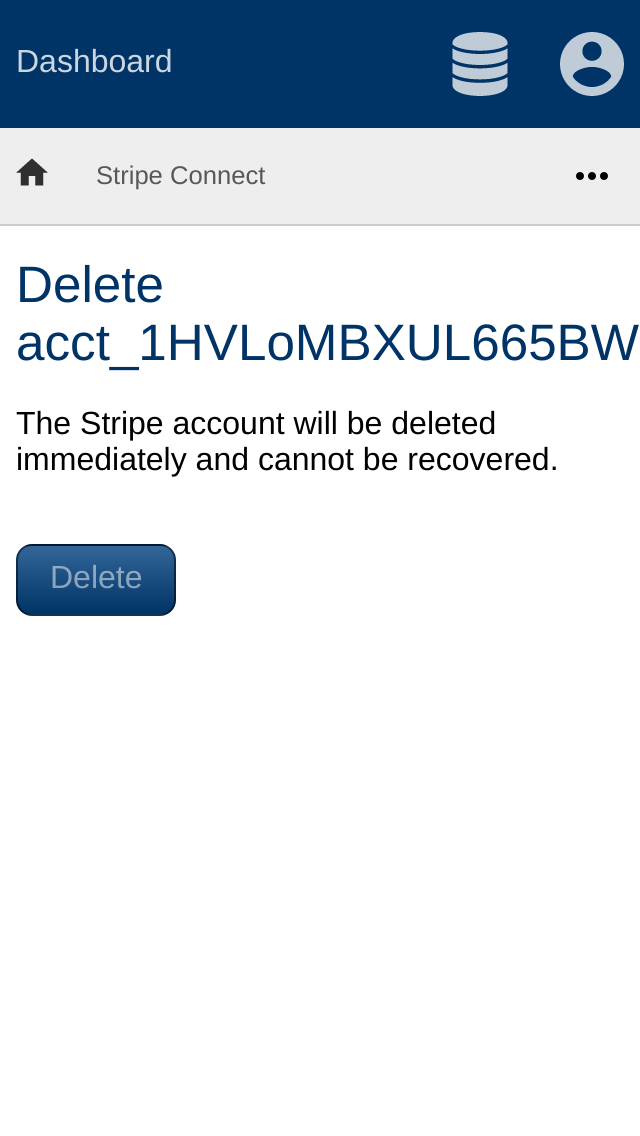 Dashboard
Stripe Connect
Delete
acct_1HVLoMBXUL665BW
The Stripe account will be deleted
immediately and cannot be recovered.
Delete